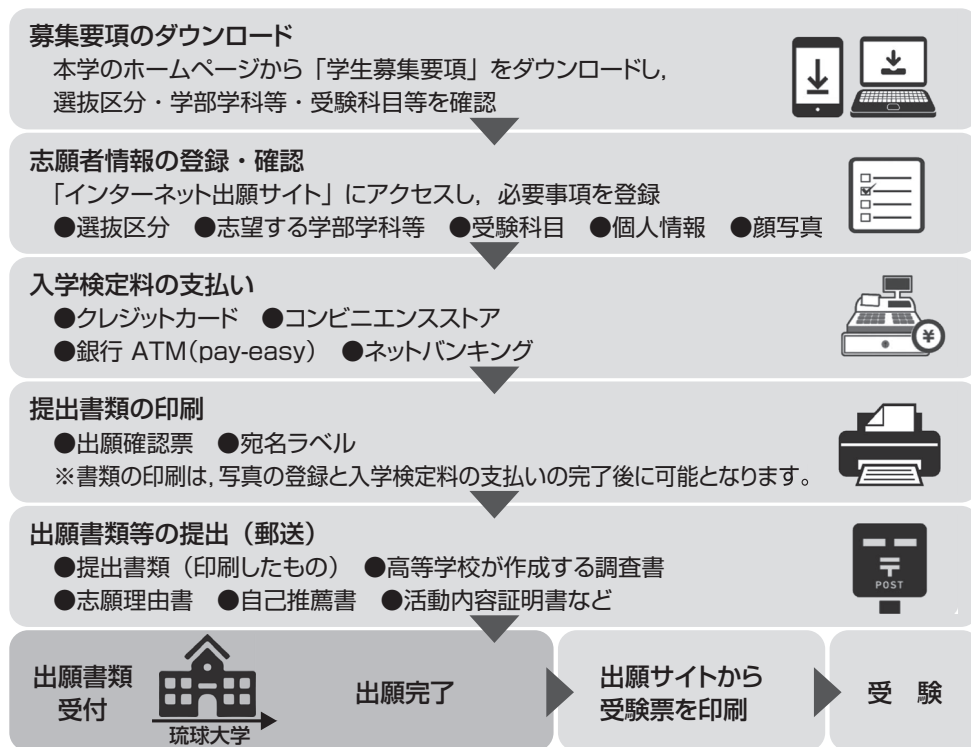 募集要項のダウンロード
本学のホームページから「学生募集要項」をダウンロードし，
選抜区分・学部学科等・受験科目等を確認
志願者情報の登録・確認
「インターネット出願サイト」にアクセスし，必要事項を登録
●選抜区分　●志望する学部学科等　●受験科目　●個人情報　●顔写真
入学検定料の支払い
●クレジットカード　●コンビニエンスストア
●銀行 ATM（pay-easy）　●ネットバンキング
¥
提出書類の印刷
●出願確認票　●宛名ラベル
※書類の印刷は，写真の登録と入学検定料の支払いの完了後に可能となります。
出願書類等の提出（郵送）
●提出書類（印刷したもの）　●高等学校が作成する調査書
●志願理由書　●自己推薦書　●活動内容証明書など
〒
POST
出願書類
受付
琉球大学
出願完了
出願サイトから
受験票を印刷
受　験